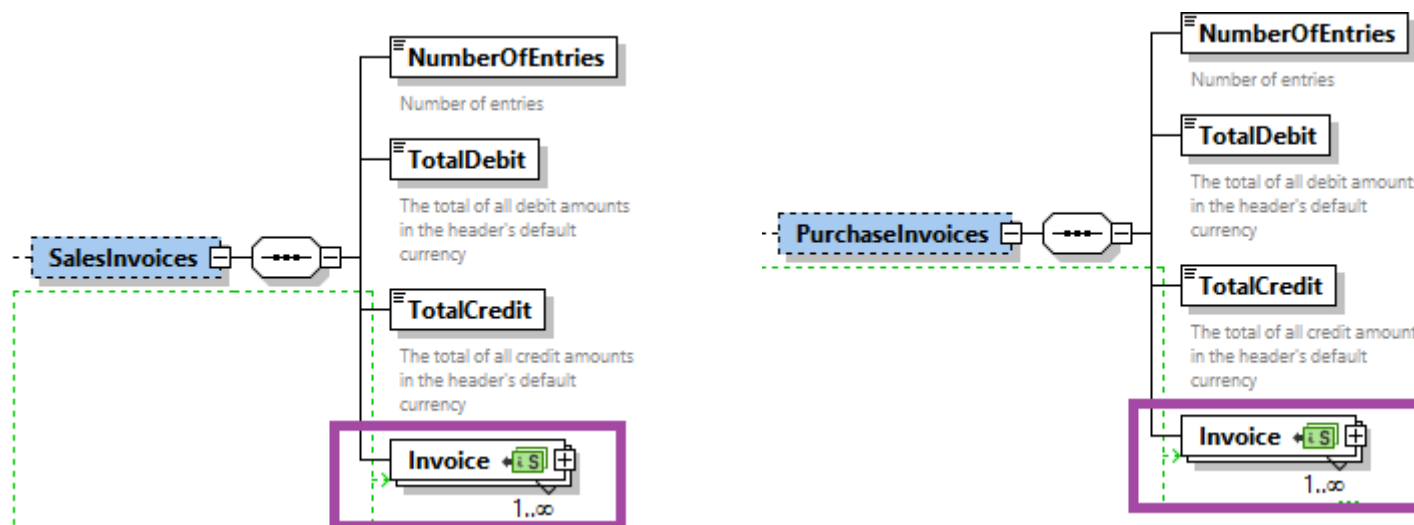 NumberOfEntries
Number of entries
TotalDebit
The total of all debit amounts
in the header's default
currency
SalesInvoices
TotalCredit
The total of all credit amounts
in the header's default
currency
Invoice
1..∞
NumberOfEntries
Number of entries
TotalDebit
The total of all debit amount
in the header's default
currency
PurchaseInvoices
TotalCredit
The total of all credit amount
in the header's default
currency
Invoice
1..∞